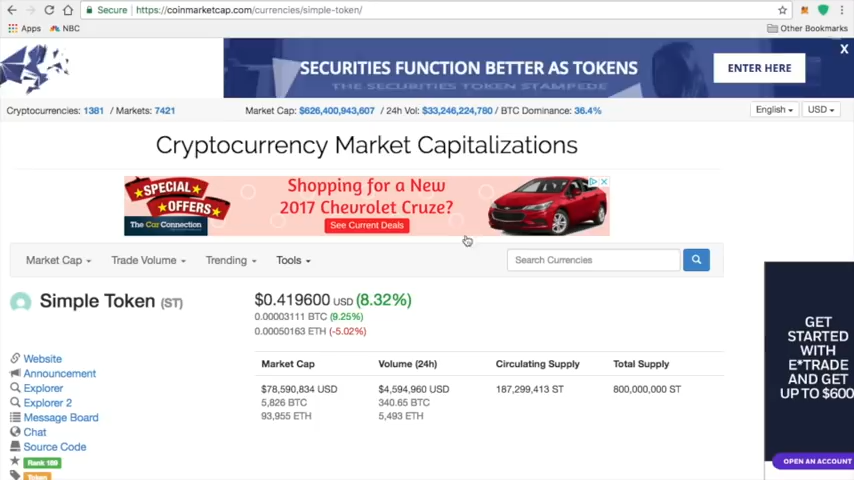 Secure
https://coinmarketcap.com/currencies/simple-token/
Apps
NBC
Other Bookmarks
SECURITIES FUNCTION BETTER AS TOKENS
THE SECURITIES TOKEN STAMPEDE
ENTER HERE
X
Cryptocurrencies: 1381 / Markets: 7421
Market Cap: $626,400,943,607 / 24h Vol: $33,246,224,780 / BTC Dominance: 36.4%
English
USD
Cryptocurrency Market Capitalizations
SPECIAL
OFFERS
The Car Connection
Shopping for a New
2017 Chevrolet Cruze?
See Current Deals
Market Cap
Trade Volume
Trending
Tools
Search Currencies
Simple Token (ST)
$0.419600 USD (8.32%)
0.00003111 BTC (9.25%)
0.00050163 ETH (-5.02%)
Website
Announcement
Explorer
Explorer 2
Message Board
Chat
Source Code
Rank 189
Token
Market Cap
Volume (24h)
Circulating Supply
Total Supply
$78,590,834 USD
5,826 BTC
93,955 ETH
$4,594,960 USD
340.65 BTC
5,493 ETH
187,299,413 ST
800,000,000 ST
GET
STARTED
WITH
E*TRADE
AND GET
UP TO $600
OPEN AN ACCOUNT